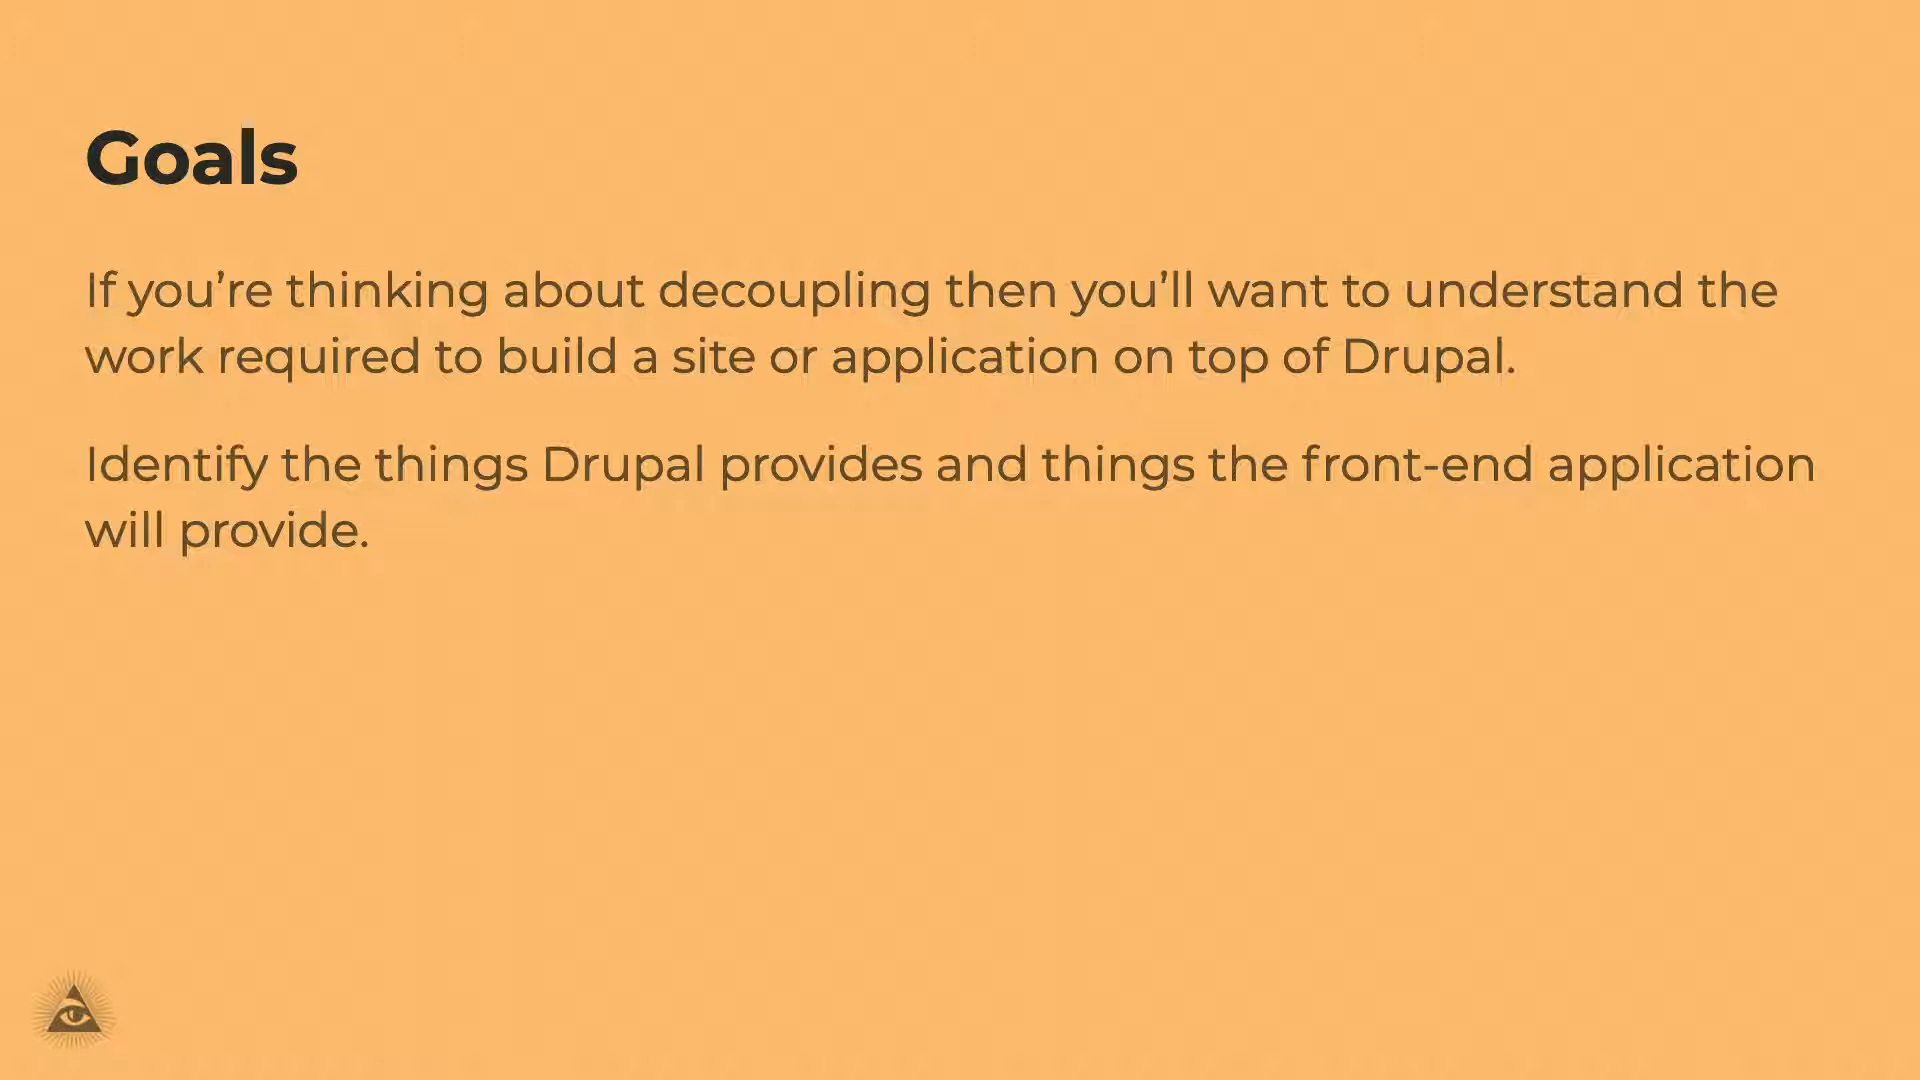 Goals
If you’re thinking about decoupling then you’ll want to understand the
work required to build a site or application on top of Drupal.
Identify the things Drupal provides and things the front-end application
will provide.